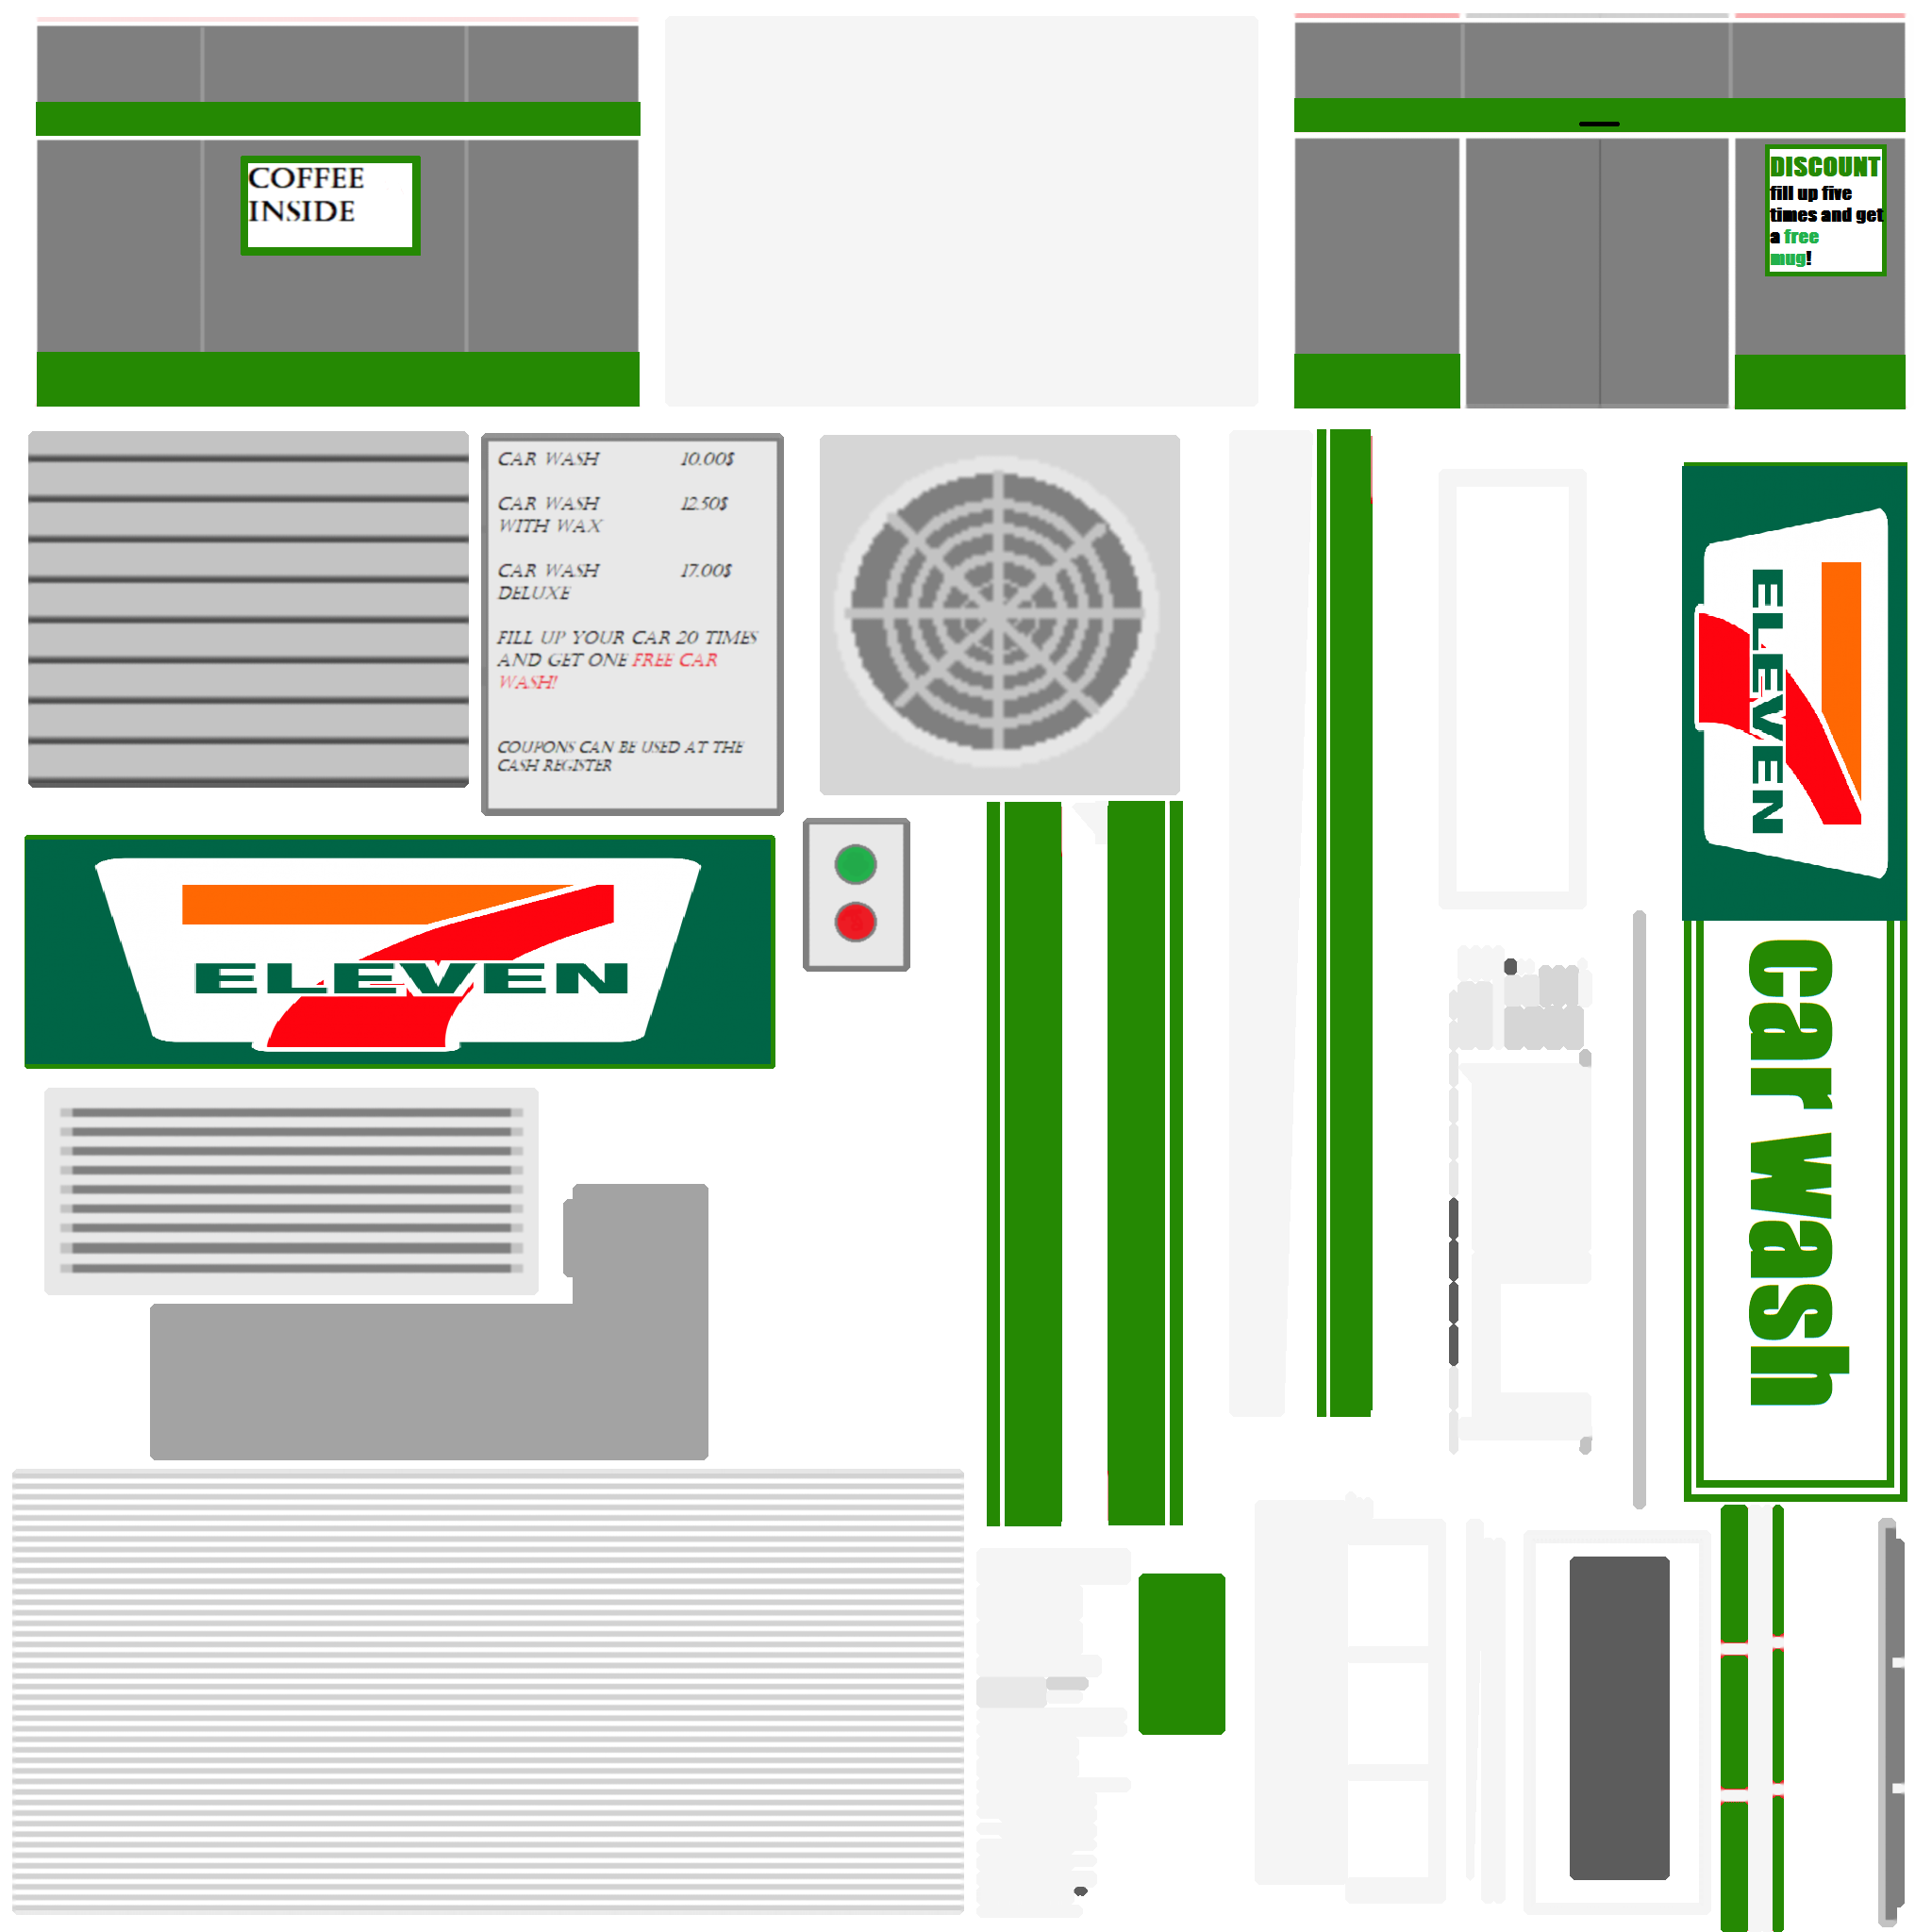 COFFEE
INSIDE
DISCOUNT
fill up five
times and get
a free
mug!
CAR WASH 10.00$
CAR WASH 12.50$
WITH WAX
CAR WASH 17.00$
DELUXE
FILL UP YOUR CAR 20 TIMES
AND GET ONE FREE CAR
WASH!
COUPONS CAN BE USED AT THE
CASH REGISTER
7
ELEVEN
7
ELEVEN
car wash